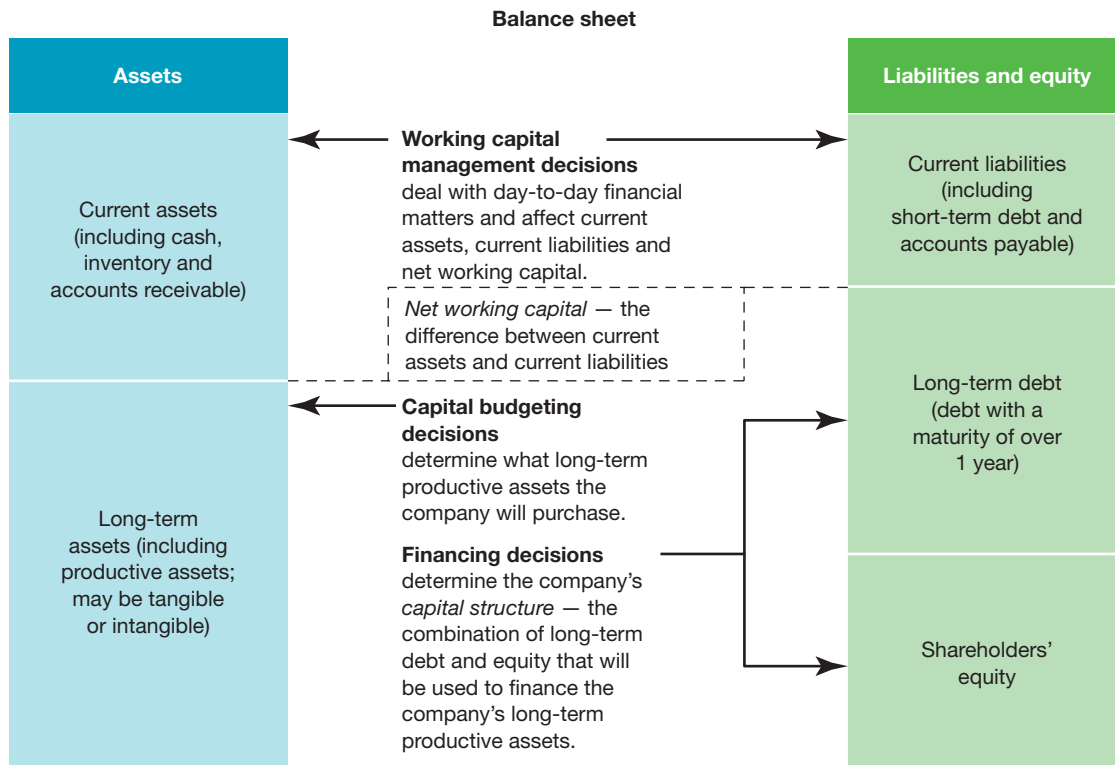 Balance sheet
Assets
Liabilities and equity
Current assets
(including cash,
inventory and
accounts receivable)
Long-term
assets (including
productive assets;
may be tangible
or intangible)
Working capital
management decisions
deal with day-to-day financial
matters and affect current
assets, current liabilities and
net working capital.
Net working capital — the
difference between current
assets and current liabilities
Capital budgeting
decisions
determine what long-term
productive assets the
company will purchase.
Financing decisions
determine the company’s
capital structure — the
combination of long-term
debt and equity that will
be used to finance the
company’s long-term
productive assets.
Current liabilities
(including
short-term debt and
accounts payable)
Long-term debt
(debt with a
maturity of over
1 year)
Shareholders’
equity